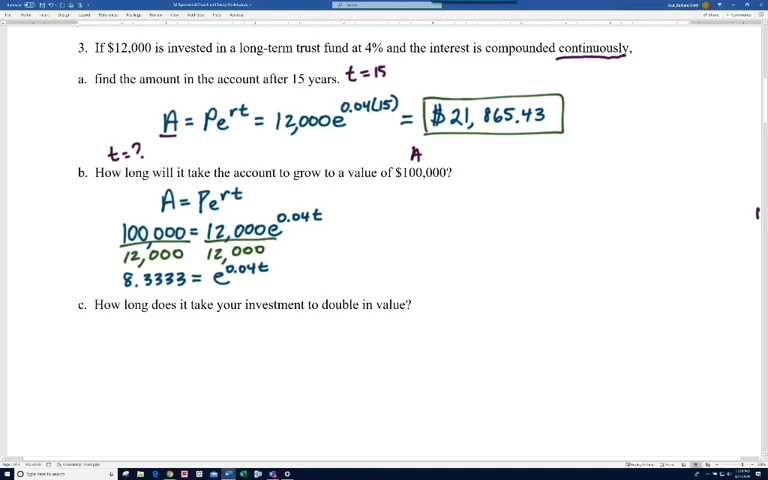 3. If $12,000 is invested in a long-term trust fund at 4% and the interest is compounded continuously,
a. find the amount in the account after 15 years. t=15
A = Pe^rt = 12,000e^0.04(15) = $21,865.43
t=? A
b. How long will it take the account to grow to a value of $100,000?
A = Pe^rt
100,000 = 12,000e^0.04t
12,000 12,000
8.3333 = e^0.04t
c. How long does it take your investment to double in value?
Type here to search